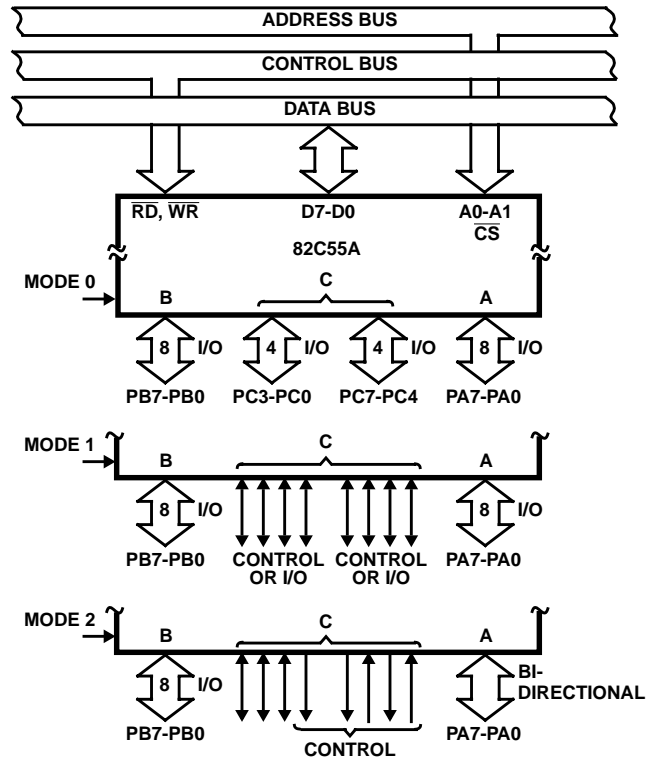 ADDRESS BUS
CONTROL BUS
DATA BUS
RD, WR D7-D0 A0-A1
CS
82C55A
MODE 0
B C A
8 I/O 4 I/O 4 I/O 8 I/O
PB7-PB0 PC3-PC0 PC7-PC4 PA7-PA0
MODE 1
B C A
8 I/O 8 I/O
PB7-PB0 CONTROL OR I/O CONTROL OR I/O PA7-PA0
MODE 2
B C A
8 I/O BI-
DIRECTIONAL
PB7-PB0 CONTROL PA7-PA0